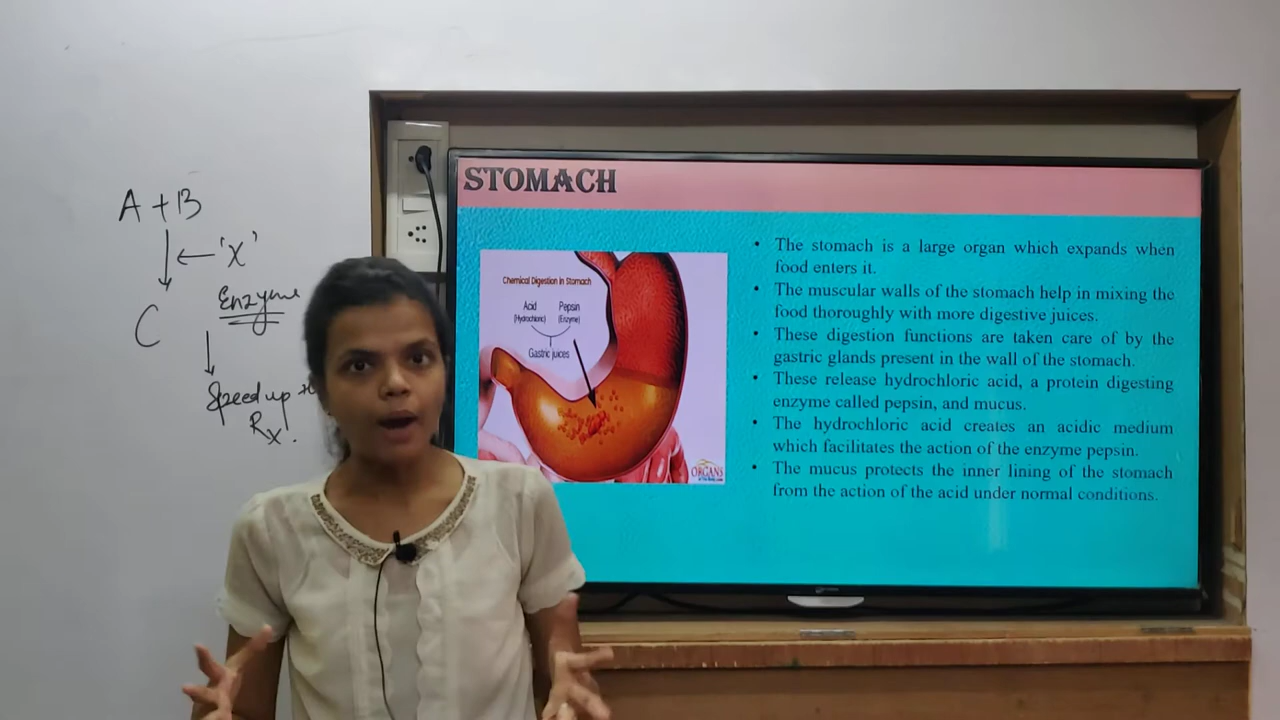 A + B
'X'
C
Enzyme
Speed up
Rx.
STOMACH
Chemical Digestion in Stomach
Acid Pepsin
(Hydrochloric) (Enzyme)
Gastric juices
ORGANS
• The stomach is a large organ which expands when
food enters it.
• The muscular walls of the stomach help in mixing the
food thoroughly with more digestive juices.
• These digestion functions are taken care of by the
gastric glands present in the wall of the stomach.
• These release hydrochloric acid, a protein digesting
enzyme called pepsin, and mucus.
• The hydrochloric acid creates an acidic medium
which facilitates the action of the enzyme pepsin.
• The mucus protects the inner lining of the stomach
from the action of the acid under normal conditions.